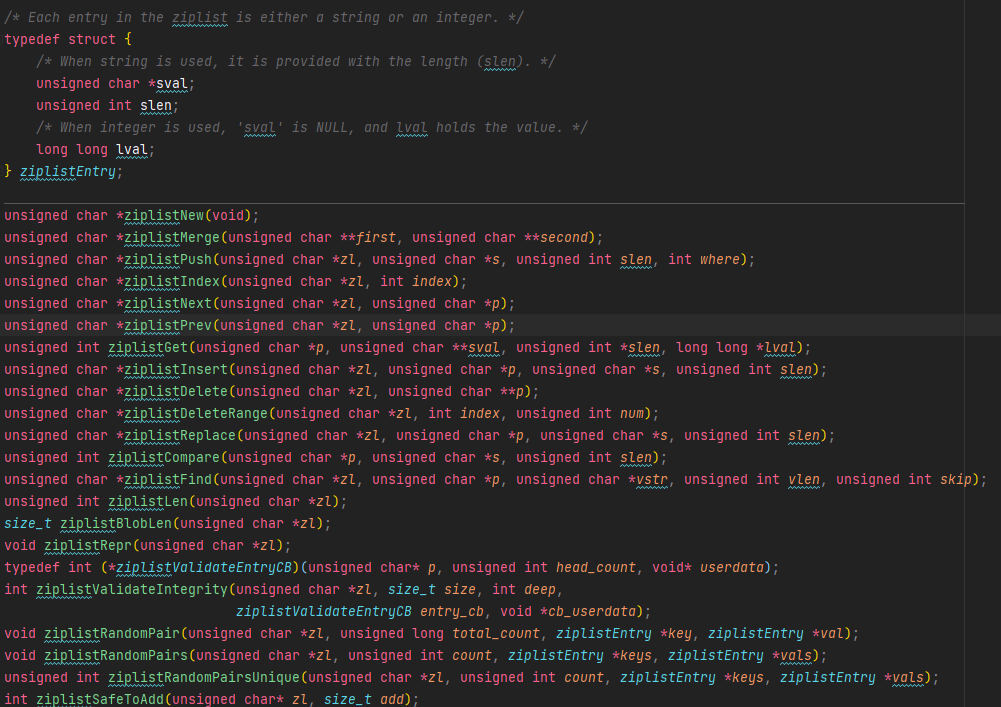 /* Each entry in the ziplist is either a string or an integer. */
typedef struct {
    /* When string is used, it is provided with the length (slen). */
    unsigned char *sval;
    unsigned int slen;
    /* When integer is used, 'sval' is NULL, and lval holds the value. */
    long long lval;
} ziplistEntry;

unsigned char *ziplistNew(void);
unsigned char *ziplistMerge(unsigned char **first, unsigned char **second);
unsigned char *ziplistPush(unsigned char *zl, unsigned char *s, unsigned int slen, int where);
unsigned char *ziplistIndex(unsigned char *zl, int index);
unsigned char *ziplistNext(unsigned char *zl, unsigned char *p);
unsigned char *ziplistPrev(unsigned char *zl, unsigned char *p);
unsigned int ziplistGet(unsigned char *p, unsigned char **sval, unsigned int *slen, long long *lval);
unsigned char *ziplistInsert(unsigned char *zl, unsigned char *p, unsigned char *s, unsigned int slen);
unsigned char *ziplistDelete(unsigned char *zl, unsigned char **p);
unsigned char *ziplistDeleteRange(unsigned char *zl, int index, unsigned int num);
unsigned char *ziplistReplace(unsigned char *zl, unsigned char *p, unsigned char *s, unsigned int slen);
unsigned int ziplistCompare(unsigned char *p, unsigned char *s, unsigned int slen);
unsigned char *ziplistFind(unsigned char *zl, unsigned char *p, unsigned char *vstr, unsigned int vlen, unsigned int skip);
unsigned int ziplistLen(unsigned char *zl);
size_t ziplistBlobLen(unsigned char *zl);
void ziplistRepr(unsigned char *zl);
typedef int (*ziplistValidateEntryCB)(unsigned char* p, unsigned int head_count, void* userdata);
int ziplistValidateIntegrity(unsigned char *zl, size_t size, int deep,
                             ziplistValidateEntryCB entry_cb, void *cb_userdata);
void ziplistRandomPair(unsigned char *zl, unsigned long total_count, ziplistEntry *key, ziplistEntry *val);
void ziplistRandomPairs(unsigned char *zl, unsigned int count, ziplistEntry *keys, ziplistEntry *vals);
unsigned int ziplistRandomPairsUnique(unsigned char *zl, unsigned int count, ziplistEntry *keys, ziplistEntry *vals);
int ziplistSafeToAdd(unsigned char* zl, size_t add);